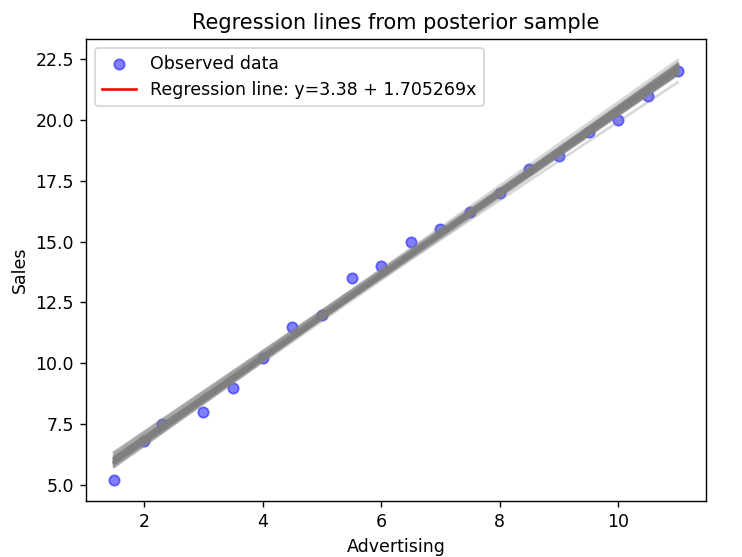 Regression lines from posterior sample
Observed data
Regression line: y=3.38 + 1.705269x
Sales
22.5
20.0
17.5
15.0
12.5
10.0
7.5
5.0
2 4 6 8 10
Advertising